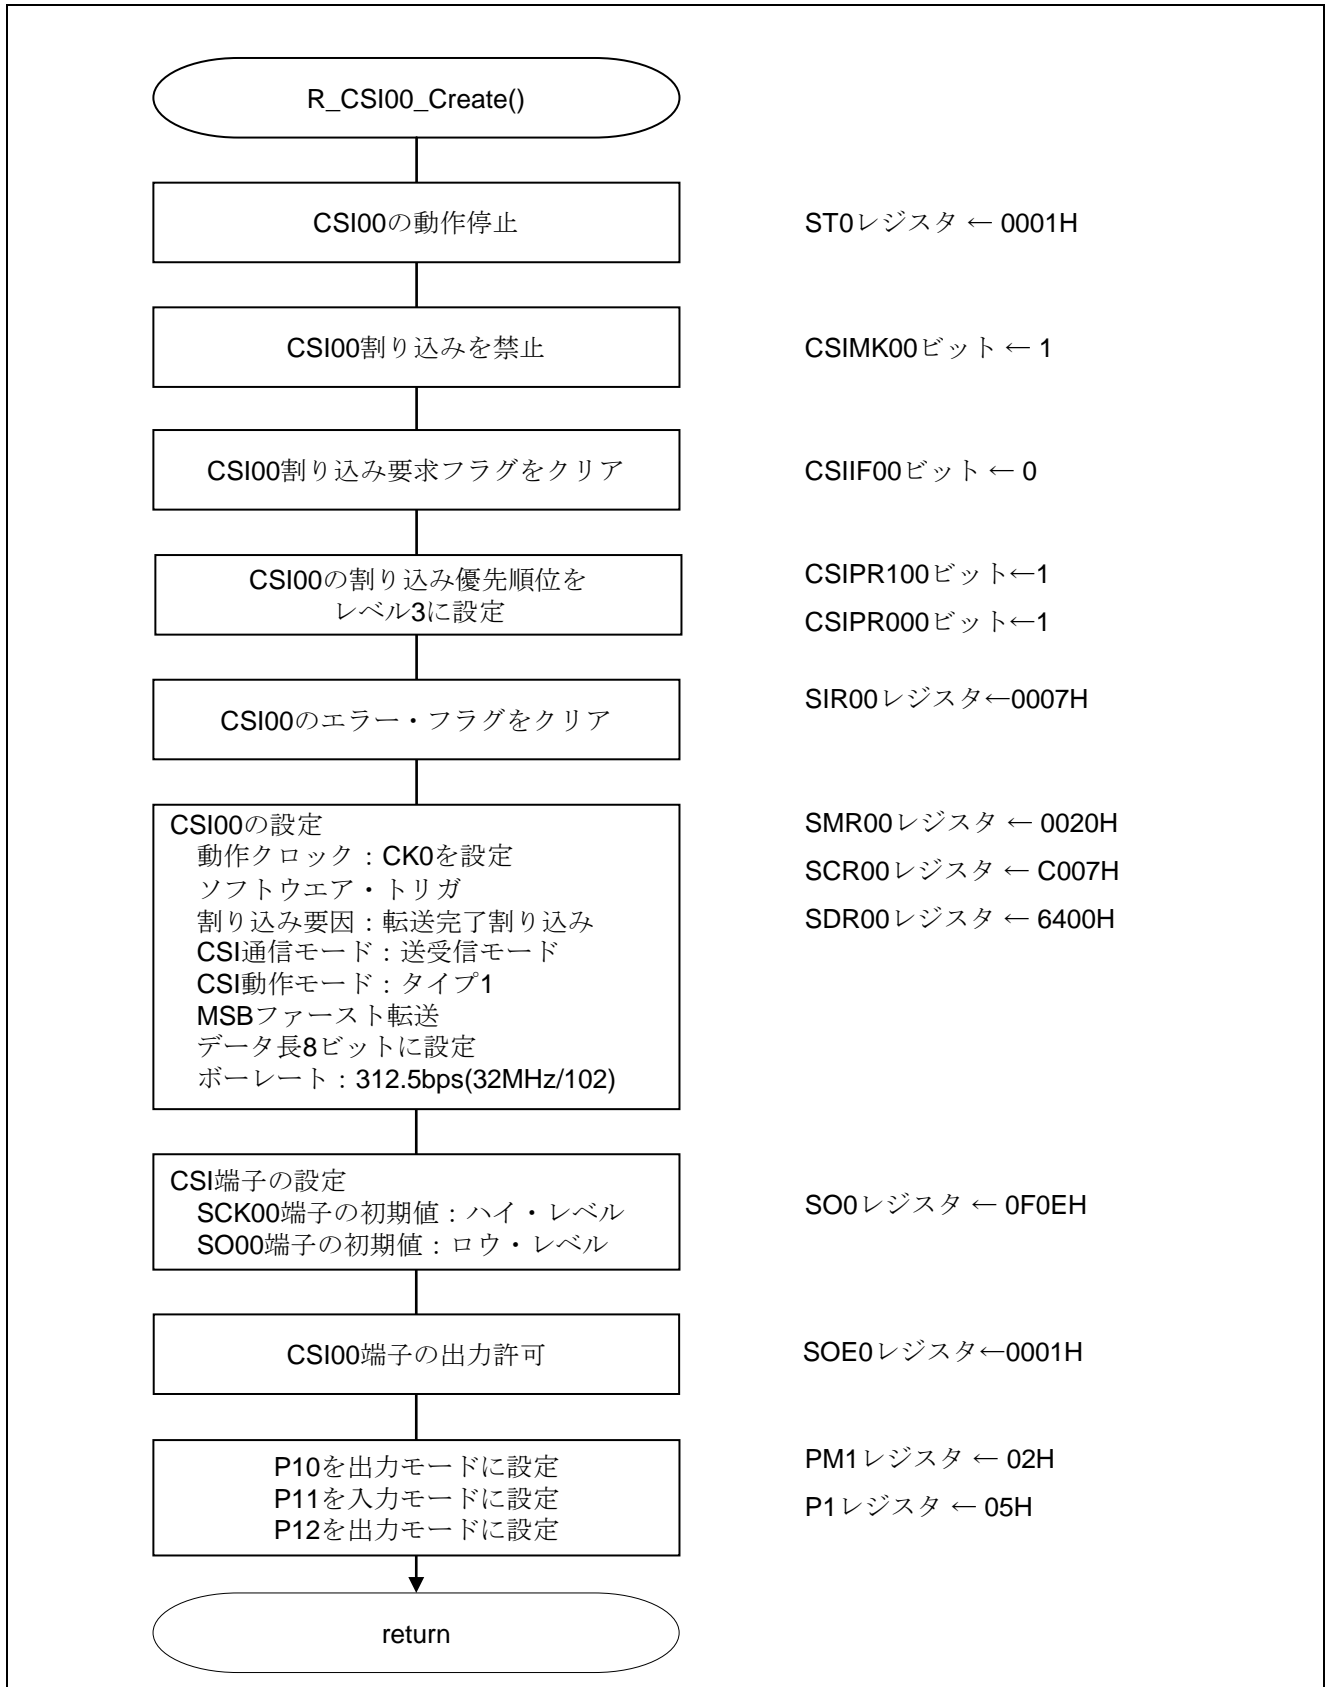 R_CSI00_Create()
CSI00の動作停止
ST0レジスタ ← 0001H
CSI00割り込みを禁止
CSIMK00ビット ← 1
CSI00割り込み要求フラグをクリア
CSIIF00ビット ← 0
CSI00の割り込み優先順位を
レベル3に設定
CSIPR100ビット←1
CSIPR000ビット←1
CSI00のエラー・フラグをクリア
SIR00レジスタ←0007H
CSI00の設定
動作クロック：CK0を設定
ソフトウエア・トリガ
割り込み要因：転送完了割り込み
CSI通信モード：送受信モード
CSI動作モード：タイプ1
MSBファースト転送
データ長8ビットに設定
ボーレート：312.5bps(32MHz/102)
SMR00レジスタ ← 0020H
SCR00レジスタ ← C007H
SDR00レジスタ ← 6400H
CSI端子の設定
SCK00端子の初期値：ハイ・レベル
SO00端子の初期値：ロウ・レベル
SO0レジスタ ← 0F0EH
CSI00端子の出力許可
SOE0レジスタ←0001H
P10を出力モードに設定
P11を入力モードに設定
P12を出力モードに設定
PM1レジスタ ← 02H
P1レジスタ ← 05H
return